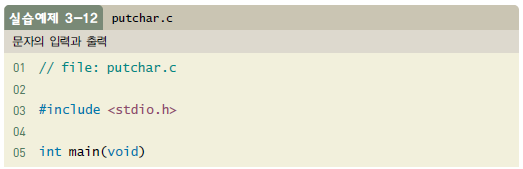 실습예제 3-12 putchar.c
문자의 입력과 출력
01 // file: putchar.c
02
03 #include <stdio.h>
04
05 int main(void)